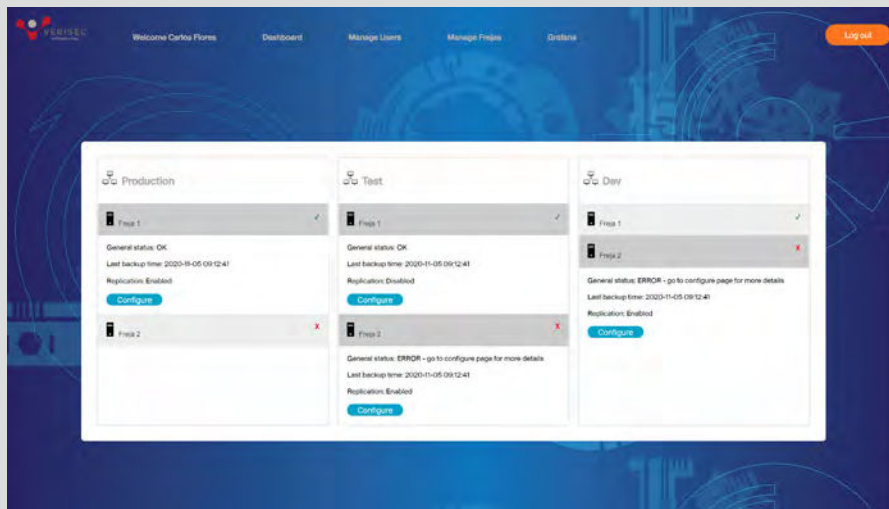 VERISEC
Welcome Carlos Flores
Dashboard
Manage Users
Manage Frejas
Grafana
Log out
Production
Freja 1
General status: OK
Last backup time: 2020-11-05 09:12:41
Replication: Enabled
Configure
Freja 2
X
Test
Freja 1
General status: OK
Last backup time: 2020-11-05 09:12:41
Replication: Disabled
Configure
X
General status: ERROR - go to configure page for more details
Last backup time: 2020-11-05 09:12:41
Replication: Enabled
Configure
Dev
Freja 1
Freja 2
X
General status: ERROR - go to configure page for more details
Last backup time: 2020-11-05 09:12:41
Replication: Enabled
Configure